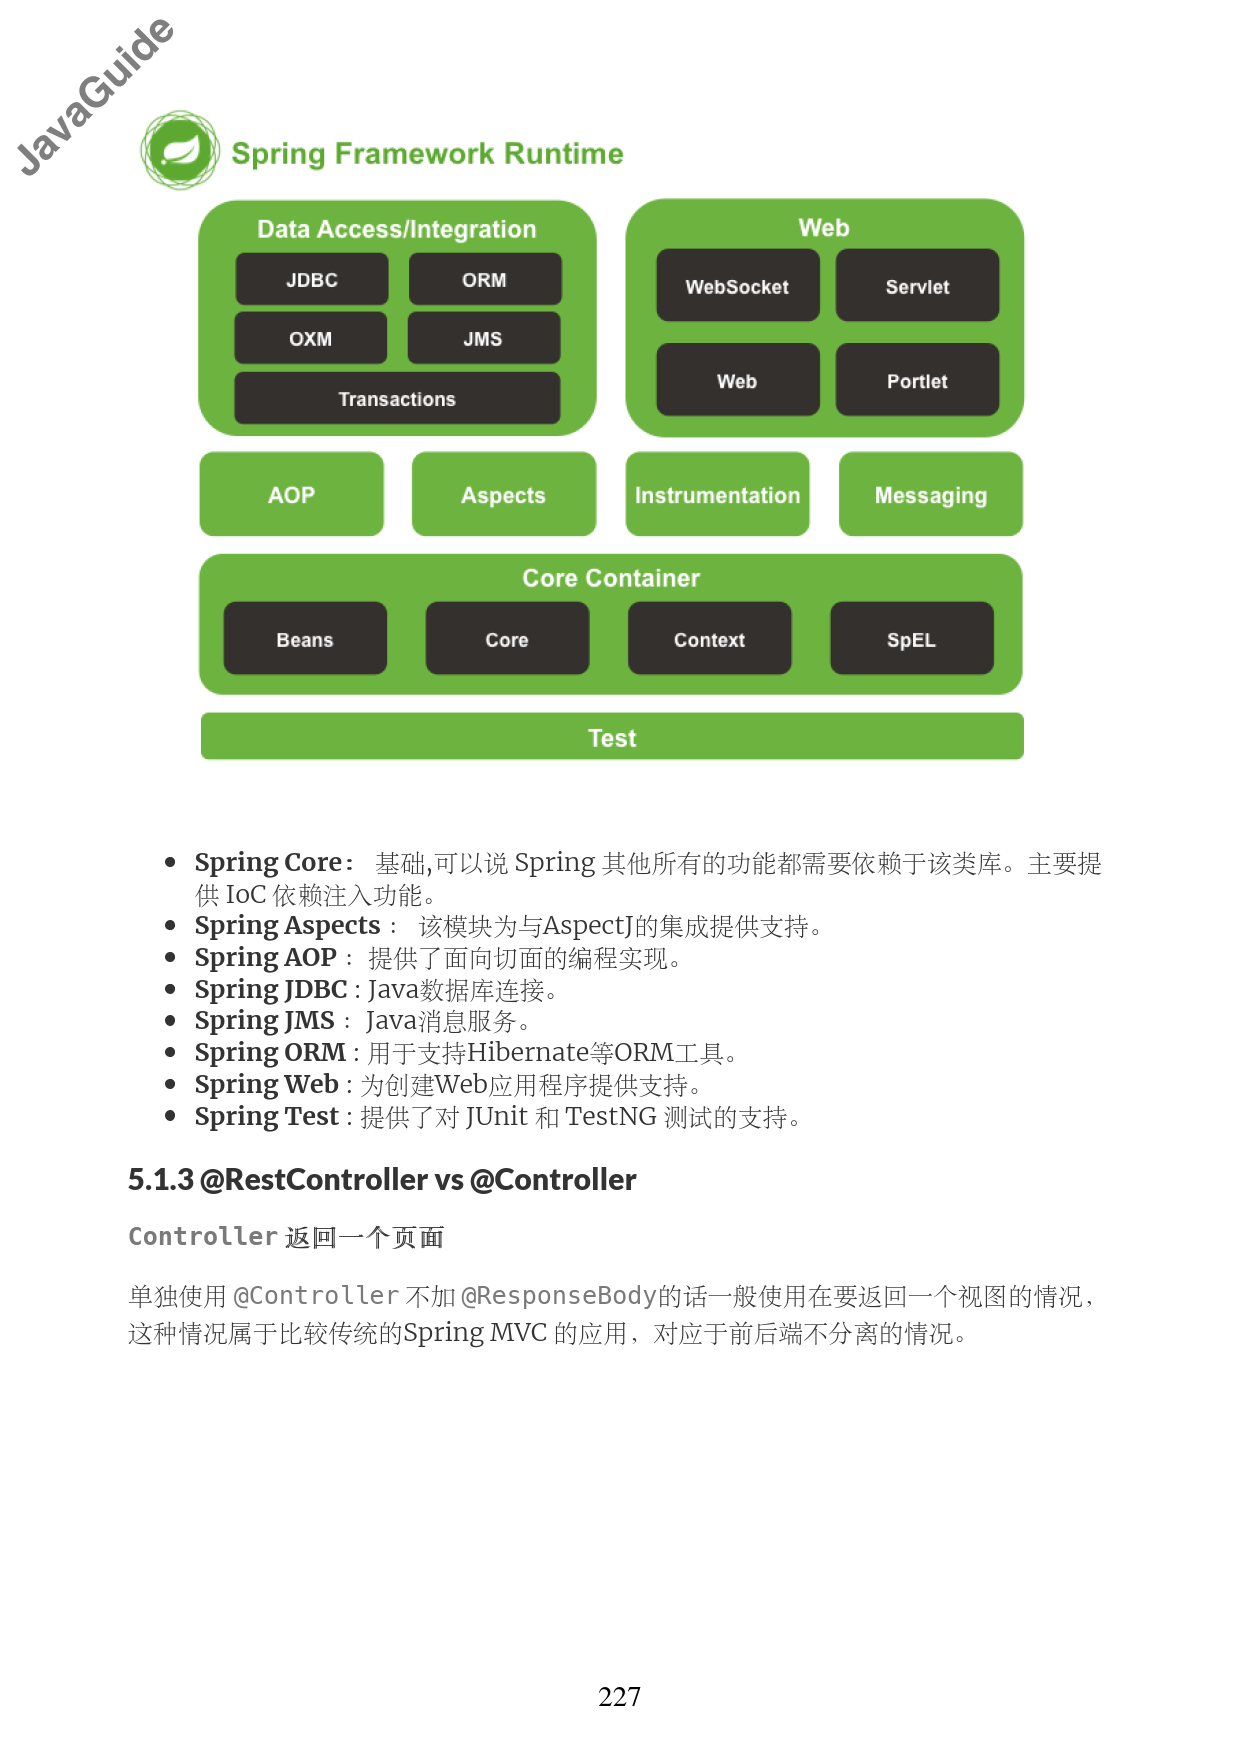 JavaGuide
Spring Framework Runtime
Data Access/Integration
JDBC ORM
OXM JMS
Transactions
Web
WebSocket Servlet
Web Portlet
AOP Aspects Instrumentation Messaging
Core Container
Beans Core Context SpEL
Test
• Spring Core： 基础,可以说 Spring 其他所有的功能都需要依赖于该类库。主要提
供 IoC 依赖注入功能。
• Spring Aspects ： 该模块为与AspectJ的集成提供支持。
• Spring AOP ：提供了面向切面的编程实现。
• Spring JDBC : Java数据库连接。
• Spring JMS ：Java消息服务。
• Spring ORM : 用于支持Hibernate等ORM工具。
• Spring Web : 为创建Web应用程序提供支持。
• Spring Test : 提供了对 JUnit 和 TestNG 测试的支持。
5.1.3 @RestController vs @Controller
Controller 返回一个页面
单独使用 @Controller 不加 @ResponseBody的话一般使用在要返回一个视图的情况，
这种情况属于比较传统的Spring MVC 的应用，对应于前后端不分离的情况。
227